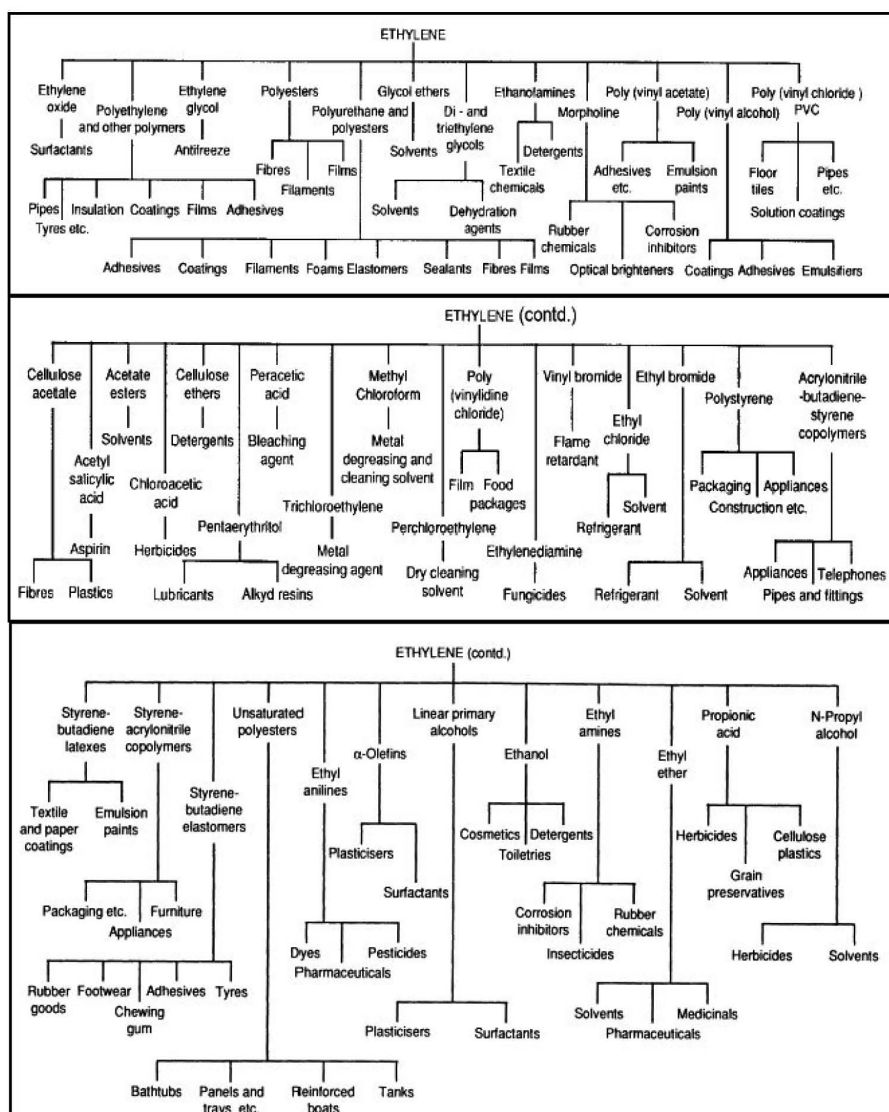 ETHYLENE
Ethylene
oxide
Surfactants
Polyethylene
and other polymers
Pipes
Tyres etc.
Insulation
Coatings
Films
Adhesives
Ethylene
glycol
Antifreeze
Polyesters
Fibres
Filaments
Films
Polyurethane and
polyesters
Adhesives
Coatings
Filaments
Foams
Elastomers
Sealants
Fibres
Films
Glycol ethers
Solvents
Di - and
triethylene
glycols
Solvents
Dehydration
agents
Ethanolamines
Textile
chemicals
Detergents
Morpholine
Rubber
chemicals
Optical brighteners
Corrosion
inhibitors
Poly (vinyl acetate)
Adhesives
etc.
Emulsion
paints
Poly (vinyl alcohol)
Coatings
Adhesives
Emulsifiers
Poly (vinyl chloride )
PVC
Floor
tiles
Solution coatings
Pipes
etc.
ETHYLENE (contd.)
Cellulose
acetate
Fibres
Plastics
Acetyl
salicylic
acid
Aspirin
Acetate
esters
Solvents
Chloroacetic
acid
Herbicides
Cellulose
ethers
Detergents
Pentaerythritol
Lubricants
Alkyd resins
Peracetic
acid
Bleaching
agent
Trichloroethylene
Metal
degreasing agent
Methyl
Chloroform
Metal
degreasing and
cleaning solvent
Perchloroethylene
Dry cleaning
solvent
Poly
(vinylidine
chloride)
Film
Food
packages
Ethylenediamine
Fungicides
Vinyl bromide
Flame
retardant
Ethyl
chloride
Refrigerant
Solvent
Ethyl bromide
Refrigerant
Solvent
Polystyrene
Packaging
Appliances
Construction etc.
Acrylonitrile
-butadiene-
styrene
copolymers
Appliances
Telephones
Pipes and fittings
ETHYLENE (contd.)
Styrene-
butadiene
latexes
Textile
and paper
coatings
Emulsion
paints
Styrene-
acrylonitrile
copolymers
Packaging etc.
Appliances
Furniture
Styrene-
butadiene
elastomers
Rubber
goods
Footwear
Chewing
gum
Adhesives
Tyres
Unsaturated
polyesters
Bathtubs
Panels and
trays, etc.
Reinforced
boats
Tanks
Ethyl
anilines
Dyes
Pharmaceuticals
Pesticides
α-Olefins
Plasticisers
Surfactants
Linear primary
alcohols
Plasticisers
Surfactants
Ethanol
Cosmetics
Toiletries
Detergents
Ethyl
amines
Corrosion
inhibitors
Insecticides
Rubber
chemicals
Ethyl
ether
Solvents
Pharmaceuticals
Medicinals
Propionic
acid
Herbicides
Grain
preservatives
Cellulose
plastics
N-Propyl
alcohol
Herbicides
Solvents